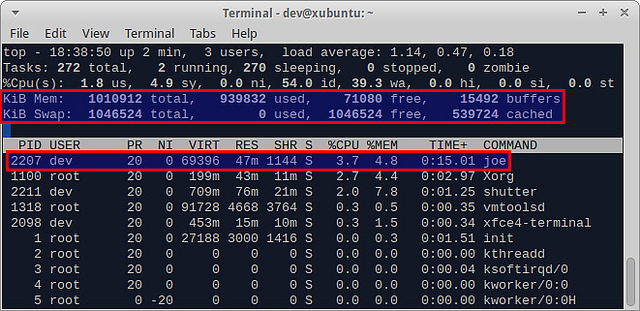 Terminal - dev@xubuntu: ~
File Edit View Terminal Tabs Help
top - 18:38:50 up 2 min, 3 users, load average: 1.14, 0.47, 0.18
Tasks: 272 total, 2 running, 270 sleeping, 0 stopped, 0 zombie
%Cpu(s): 1.8 us, 4.9 sy, 0.0 ni, 54.0 id, 39.3 wa, 0.0 hi, 0.0 si, 0.0 st
KiB Mem: 1010912 total, 939832 used, 71080 free, 15492 buffers
KiB Swap: 1046524 total, 0 used, 1046524 free, 539724 cached
PID USER PR NI VIRT RES SHR S %CPU %MEM TIME+ COMMAND
2207 dev 20 0 69396 47m 1144 S 3.7 4.8 0:15.01 joe
1100 root 20 0 199m 43m 11m S 2.7 4.4 0:02.97 Xorg
2211 dev 20 0 709m 76m 21m S 2.0 7.8 0:01.25 shutter
1318 root 20 0 91728 4668 3764 S 0.3 0.5 0:00.35 vmtoolsd
2098 dev 20 0 453m 15m 10m S 0.3 1.5 0:00.34 xfce4-terminal
1 root 20 0 27188 3000 1416 S 0.0 0.3 0:01.51 init
2 root 20 0 0 0 0 S 0.0 0.0 0:00.00 kthreadd
3 root 20 0 0 0 0 S 0.0 0.0 0:00.04 ksoftirqd/0
4 root 20 0 0 0 0 S 0.0 0.0 0:00.00 kworker/0:0
5 root 0 -20 0 0 0 S 0.0 0.0 0:00.00 kworker/0:0H